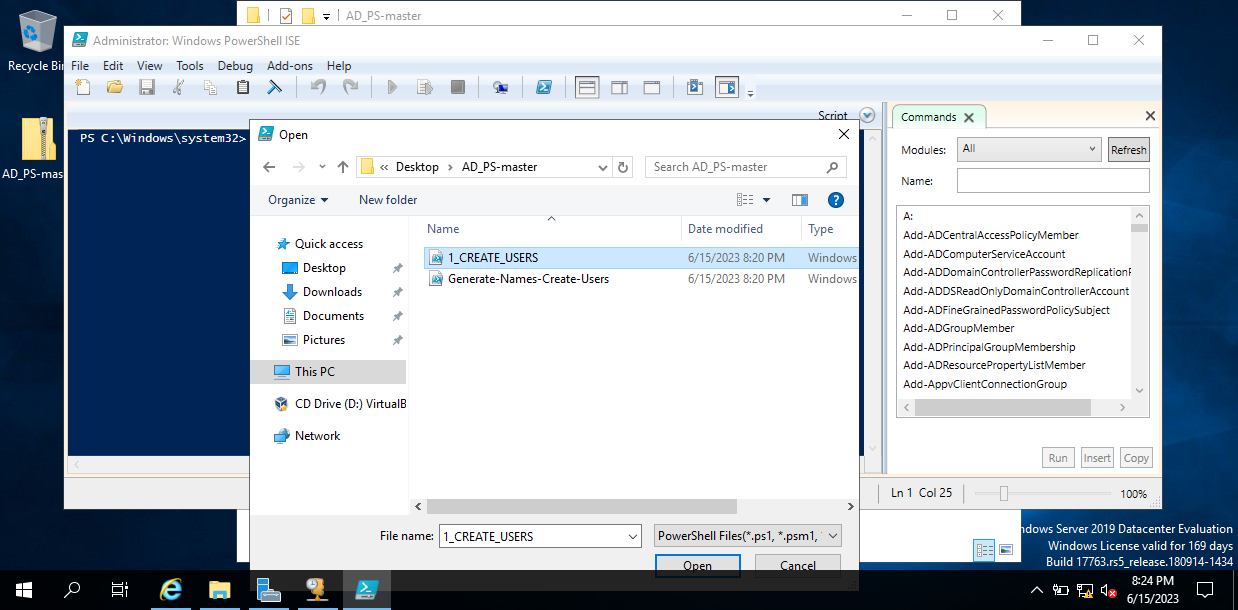 AD_PS-master
Recycle Bin
Administrator: Windows PowerShell ISE
File Edit View Tools Debug Add-ons Help
Script
PS C:\Windows\system32>
AD_PS-mas
Open
Desktop AD_PS-master
Search AD_PS-master
Organize New folder
Name Date modified Type
Quick access
Desktop
Downloads
Documents
Pictures
This PC
CD Drive (D:) VirtualB
Network
1_CREATE_USERS 6/15/2023 8:20 PM Windows
Generate-Names-Create-Users 6/15/2023 8:20 PM Windows
File name: 1_CREATE_USERS PowerShell Files(*.ps1, *.psm1,
Open Cancel
Commands
Modules: All Refresh
Name:
A:
Add-ADCentralAccessPolicyMember
Add-ADComputerServiceAccount
Add-ADDomainControllerPasswordReplicationP
Add-ADDSReadOnlyDomainControllerAccount
Add-ADFineGrainedPasswordPolicySubject
Add-ADGroupMember
Add-ADPrincipalGroupMembership
Add-ADResourcePropertyListMember
Add-AppvClientConnectionGroup
Run Insert Copy
Ln 1 Col 25 100%
ndows Server 2019 Datacenter Evaluation
Windows License valid for 169 days
Build 17763.rs5_release.180914-1434
8:24 PM
6/15/2023